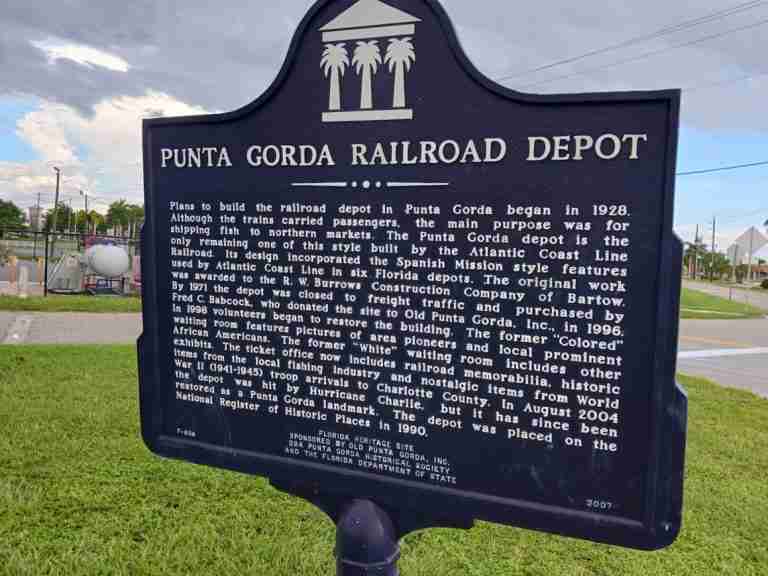 PUNTA GORDA RAILROAD DEPOT
Plans to build the railroad depot in Punta Gorda began in 1928.
Although the trains carried passengers, the main purpose was for
shipping fish to northern markets. The Punta Gorda depot is the
only remaining one of this style built by the Atlantic Coast Line
Railroad. Its design incorporated the Spanish Mission style features
used by Atlantic Coast Line in six Florida depots. The original work
was awarded to the R. W. Burrows Construction Company of Bartow.
By 1971 the depot was closed to freight traffic and purchased by
Fred C. Babcock, who donated the site to Old Punta Gorda, Inc., in 1996.
In 1998 volunteers began to restore the building. The former "Colored"
waiting room features pictures of area pioneers and local prominent
African Americans. The former "White" waiting room includes other
exhibits. The ticket office now includes railroad memorabilia, historic
items from the local fishing industry and nostalgic items from World
War II (1941-1945) troop arrivals to Charlotte County. In August 2004
the depot was hit by Hurricane Charlie, but it has since been
restored as a Punta Gorda landmark. The depot was placed on the
National Register of Historic Places in 1990.
FLORIDA HERITAGE SITE
SPONSORED BY OLD PUNTA GORDA, INC.
DBA PUNTA GORDA HISTORICAL SOCIETY
AND THE FLORIDA DEPARTMENT OF STATE
2007